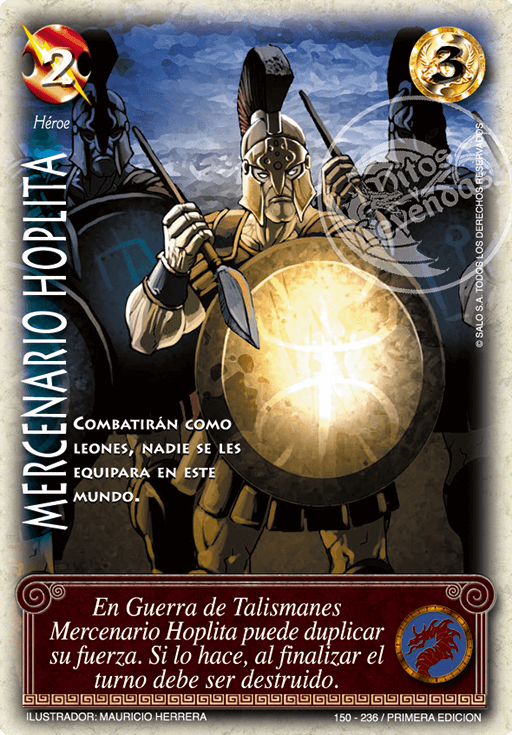 2
3
Héroe
MERCENARIO HOPLITA
Mitos y
Leyendas
© SALO S.A. TODOS LOS DERECHOS RESERVADOS
COMBATIRÁN COMO
LEONES, NADIE SE LES
EQUIPARA EN ESTE
MUNDO.
En Guerra de Talismanes
Mercenario Hoplita puede duplicar
su fuerza. Si lo hace, al finalizar el
turno debe ser destruido.
ILUSTRADOR: MAURICIO HERRERA
150 - 236 / PRIMERA EDICION